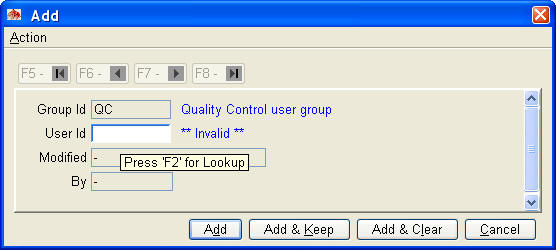 Add
Action
F5 - F6 - F7 - F8 -
Group Id QC Quality Control user group
User Id ** Invalid **
Modified -
Press 'F2' for Lookup
By -
Add Add & Keep Add & Clear Cancel